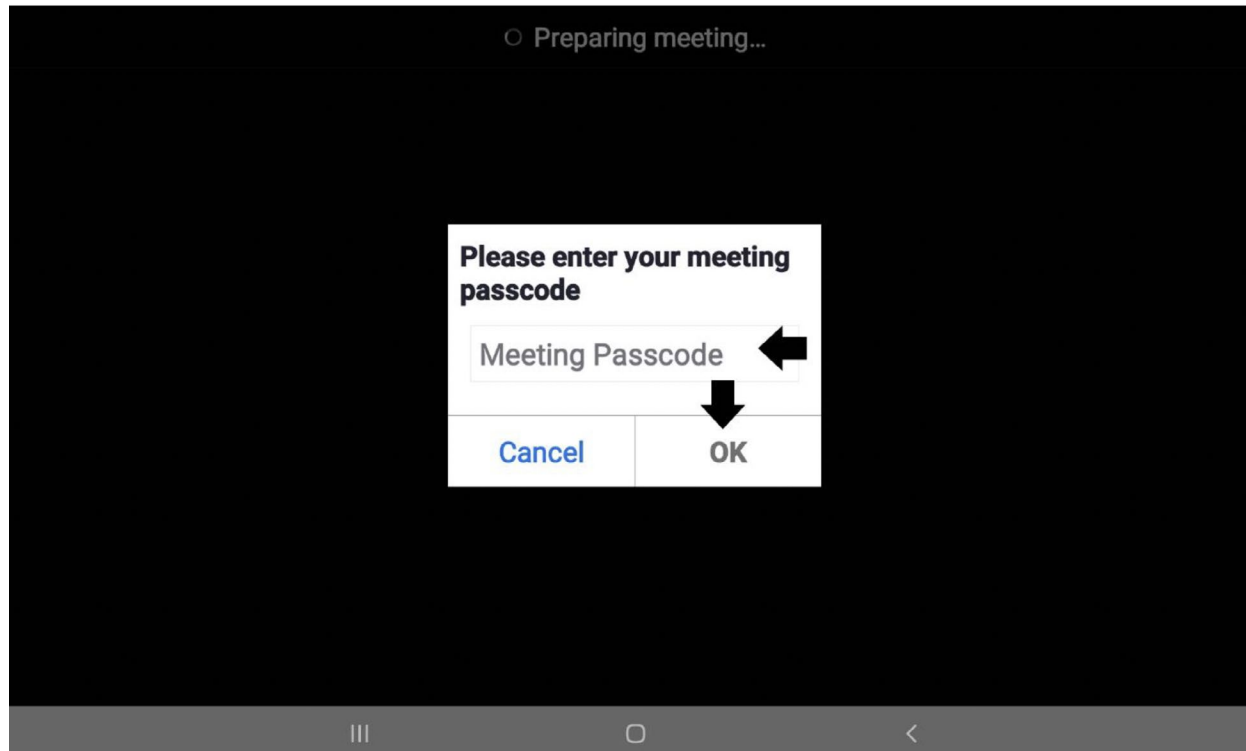 Preparing meeting...
Please enter your meeting
passcode
Meeting Passcode
Cancel
OK